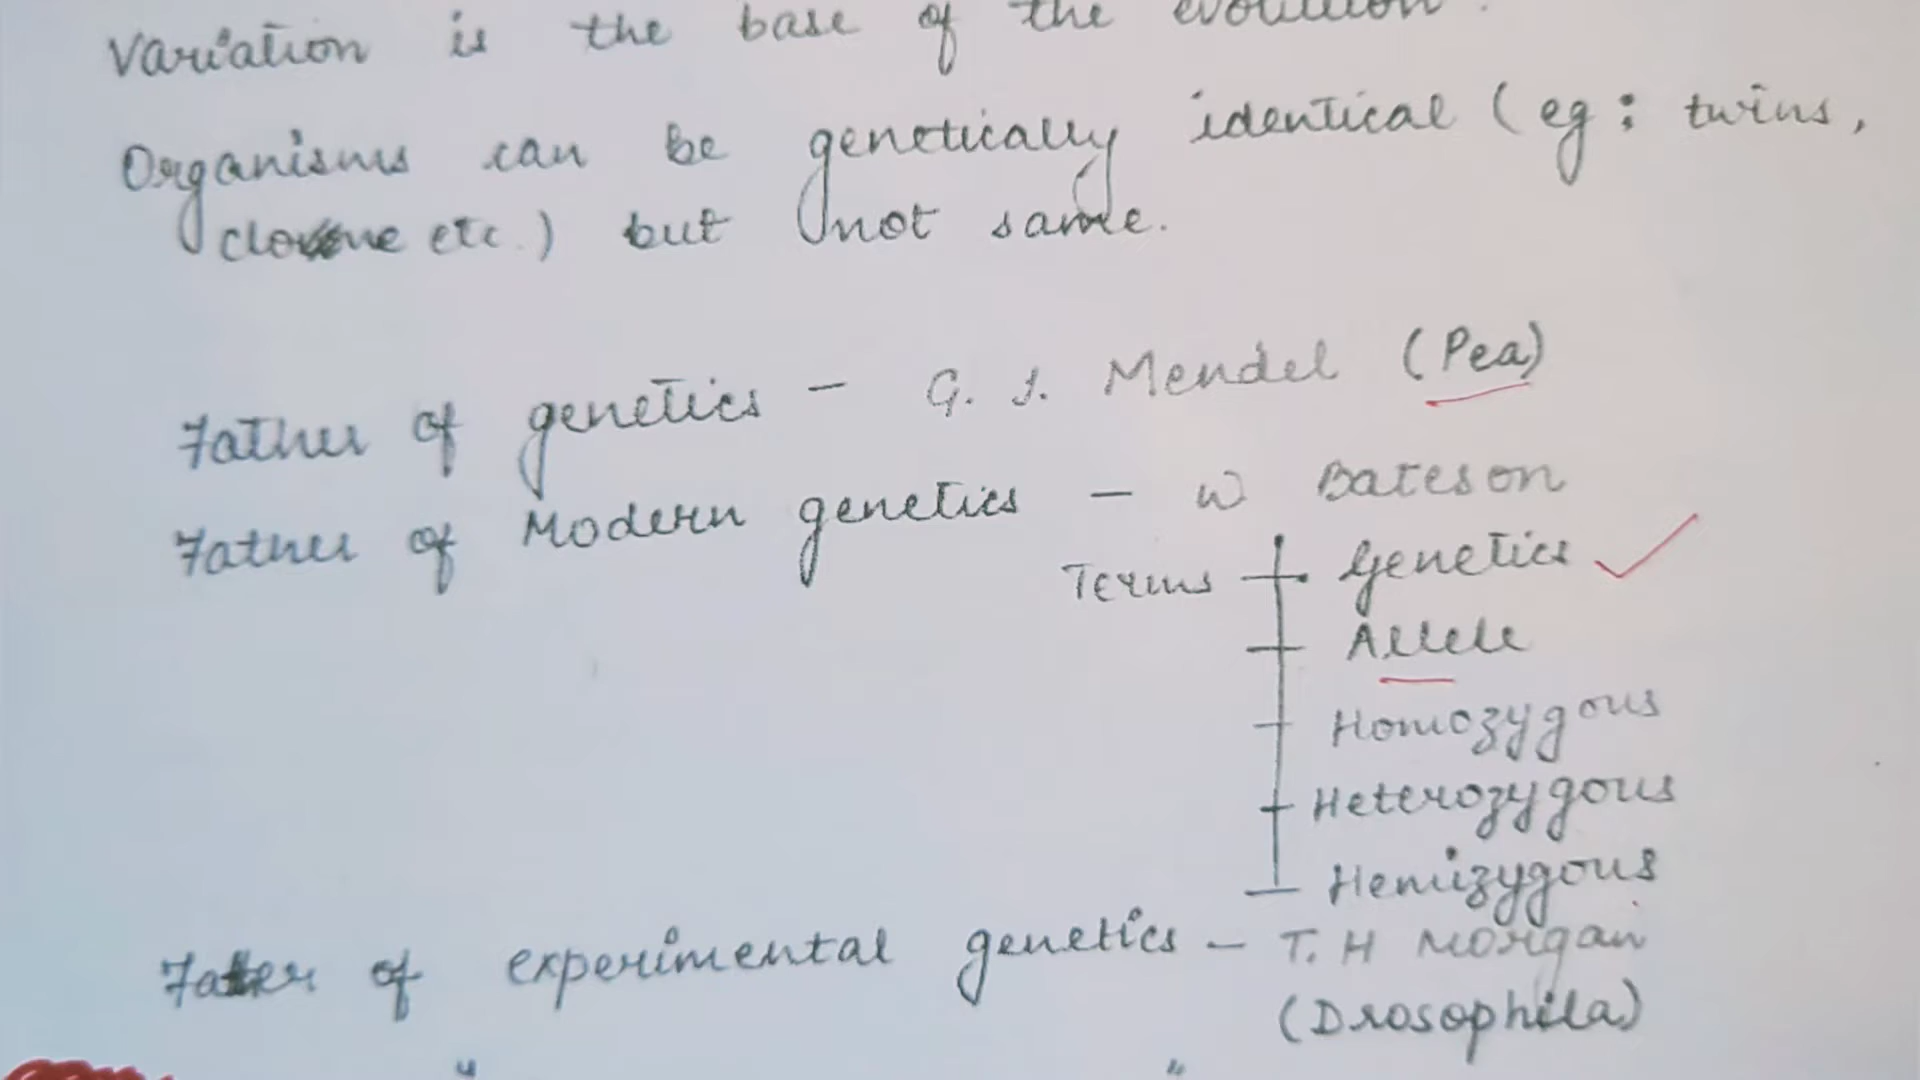 Variation is the base of the evolution.
Organisms can be genetically identical (eg: twins,
clone etc.) but not same.
Father of genetics - G. J. Mendel (Pea)
Father of Modern genetics - W Bateson
Terms Genetics
Allele
Homozygous
Heterozygous
Hemizygous
Father of experimental genetics - T. H Morgan
(Drosophila)